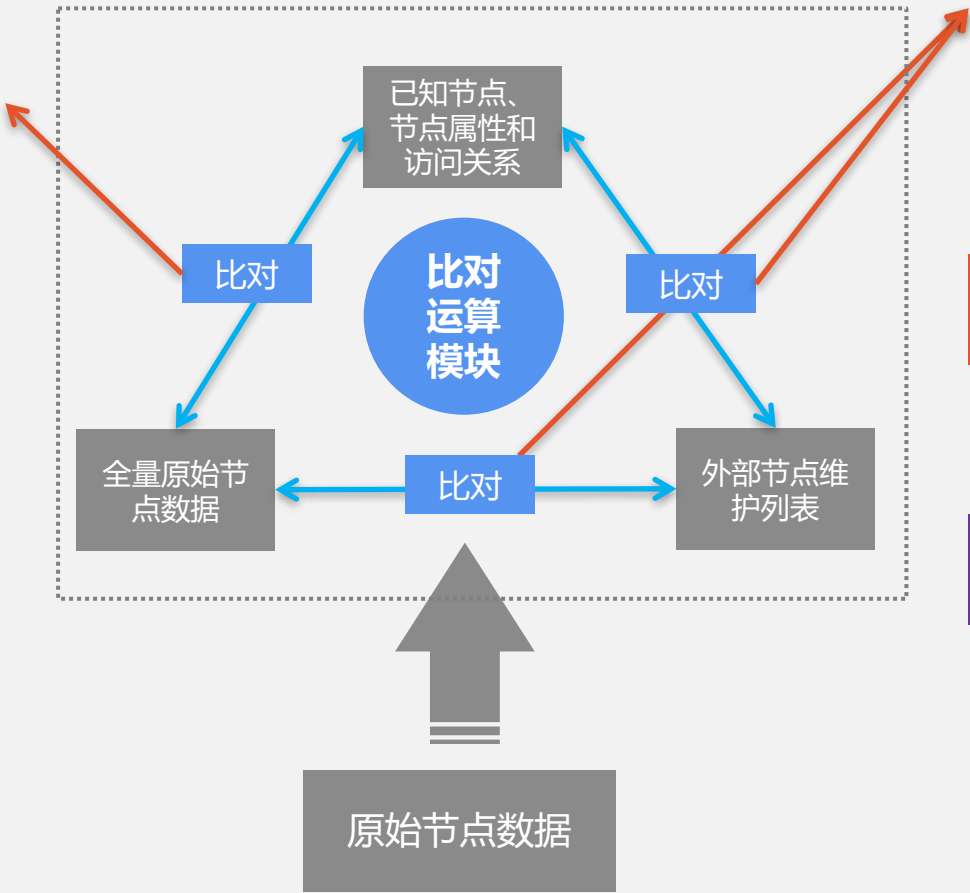 已知节点、
节点属性和
访问关系
比对
比对
运算
模块
比对
全量原始节
点数据
比对
外部节点维
护列表
原始节点数据